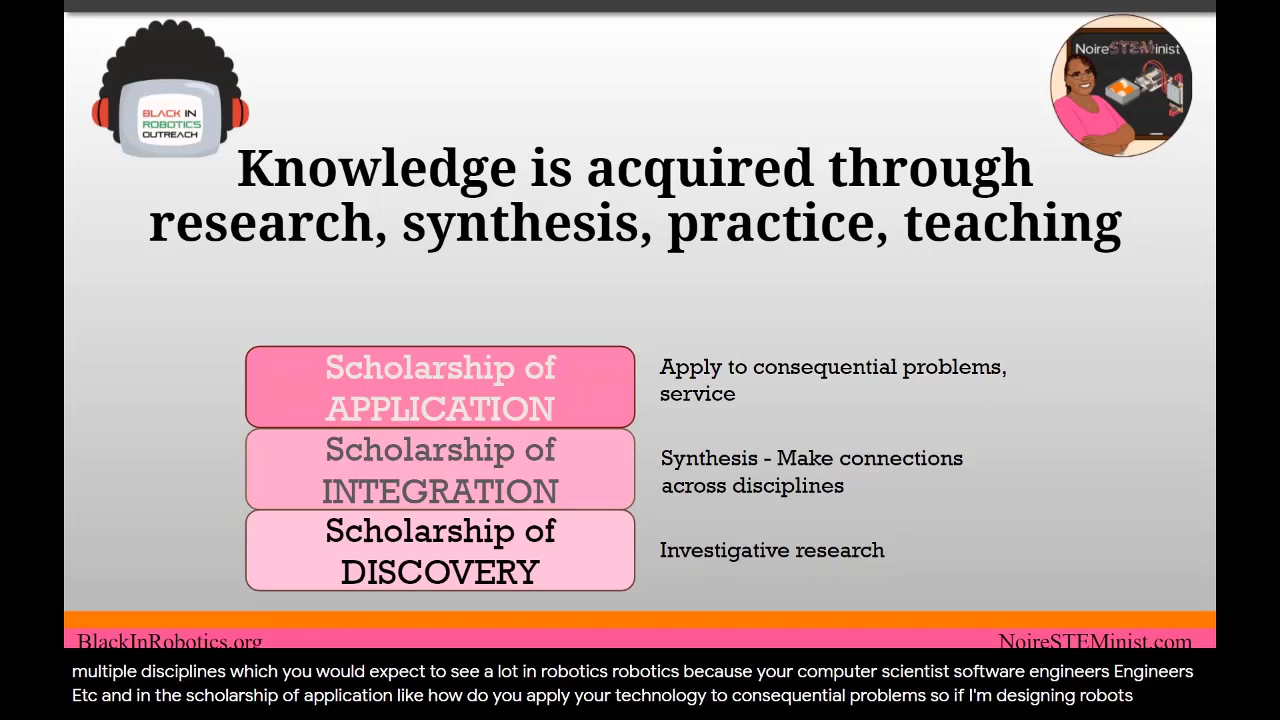 BLACK IN
ROBOTICS
OUTREACH
NoireSTEMinist
Knowledge is acquired through
research, synthesis, practice, teaching
Scholarship of
APPLICATION
Apply to consequential problems,
service
Scholarship of
INTEGRATION
Synthesis - Make connections
across disciplines
Scholarship of
DISCOVERY
Investigative research
BlackInRobotics.org
NoireSTEMinist.com
multiple disciplines which you would expect to see a lot in robotics robotics because your computer scientist software engineers Engineers
Etc and in the scholarship of application like how do you apply your technology to consequential problems so if I'm designing robots